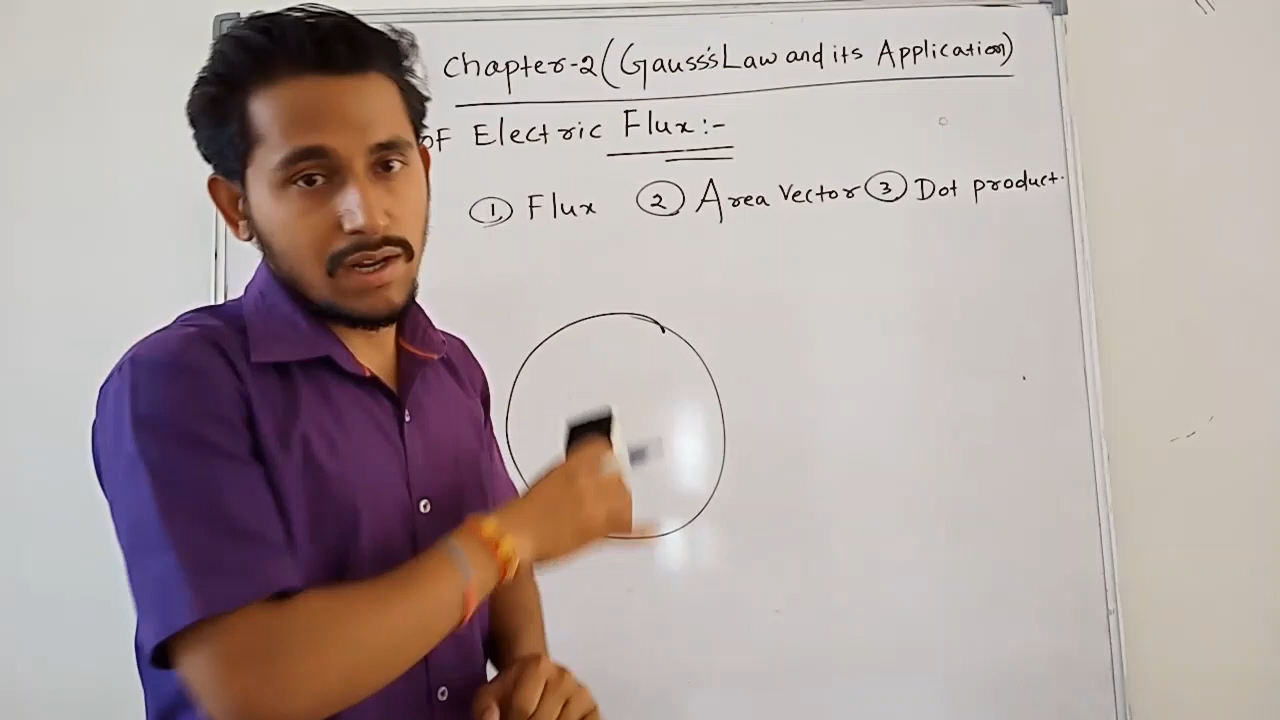 Chapter-2 (Gauss's Law and its Application)
of Electric Flux:-
① Flux ② Area Vector ③ Dot product.